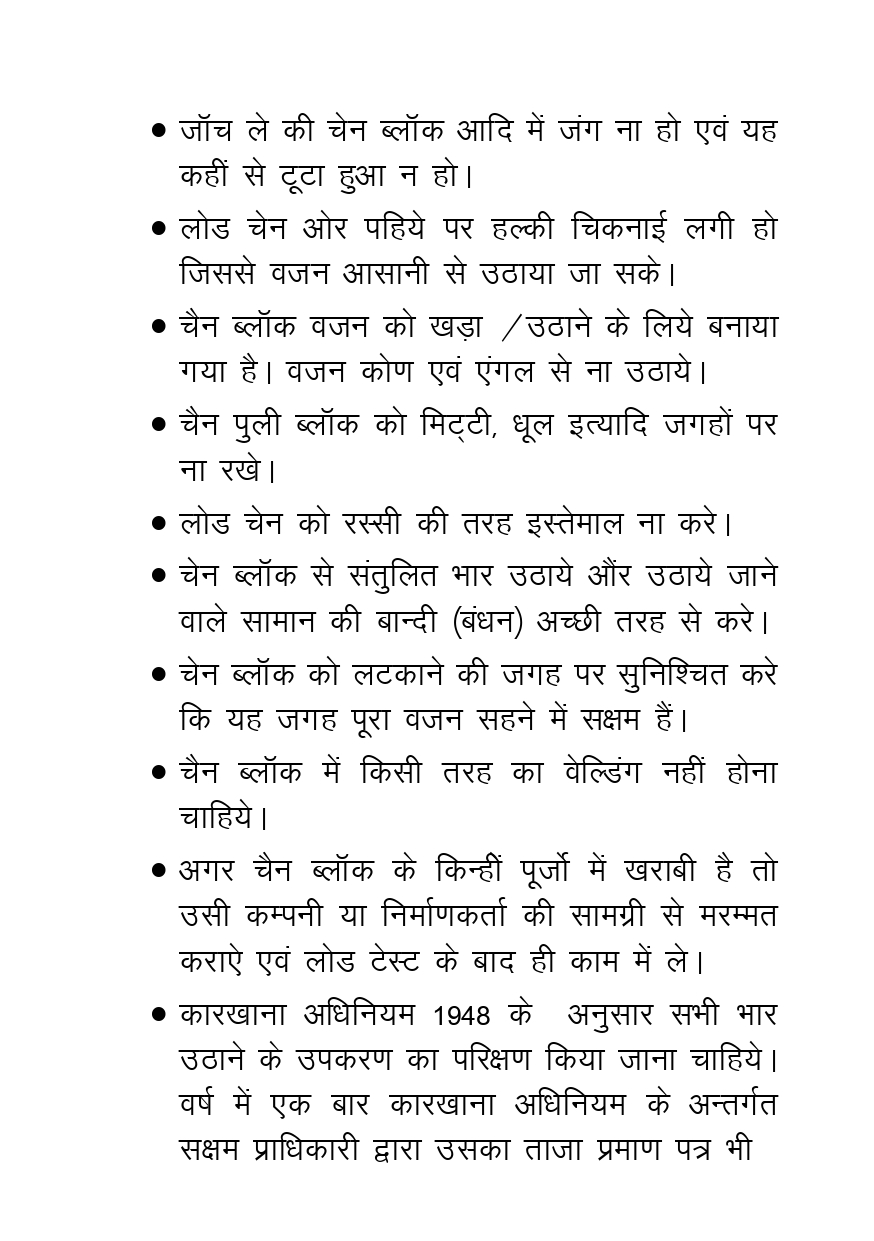 • जॉच ले की चेन ब्लॉक आदि में जंग ना हो एवं यह
कहीं से टूटा हुआ न हो।
• लोड चेन ओर पहिये पर हल्की चिकनाई लगी हो
जिससे वजन आसानी से उठाया जा सके।
• चैन ब्लॉक वजन को खड़ा /उठाने के लिये बनाया
गया है। वजन कोण एवं एंगल से ना उठाये।
• चैन पुली ब्लॉक को मिट्टी, धूल इत्यादि जगहों पर
ना रखे।
• लोड चेन को रस्सी की तरह इस्तेमाल ना करे।
• चेन ब्लॉक से संतुलित भार उठाये औंर उठाये जाने
वाले सामान की बान्दी (बंधन) अच्छी तरह से करे।
• चेन ब्लॉक को लटकाने की जगह पर सुनिश्चित करे
कि यह जगह पूरा वजन सहने में सक्षम हैं।
• चैन ब्लॉक में किसी तरह का वेल्डिंग नहीं होना
चाहिये।
• अगर चैन ब्लॉक के किन्हीं पूर्जो में खराबी है तो
उसी कम्पनी या निर्माणकर्ता की सामग्री से मरम्मत
कराऐ एवं लोड टेस्ट के बाद ही काम में ले।
• कारखाना अधिनियम 1948 के अनुसार सभी भार
उठाने के उपकरण का परिक्षण किया जाना चाहिये।
वर्ष में एक बार कारखाना अधिनियम के अन्तर्गत
सक्षम प्राधिकारी द्वारा उसका ताजा प्रमाण पत्र भी